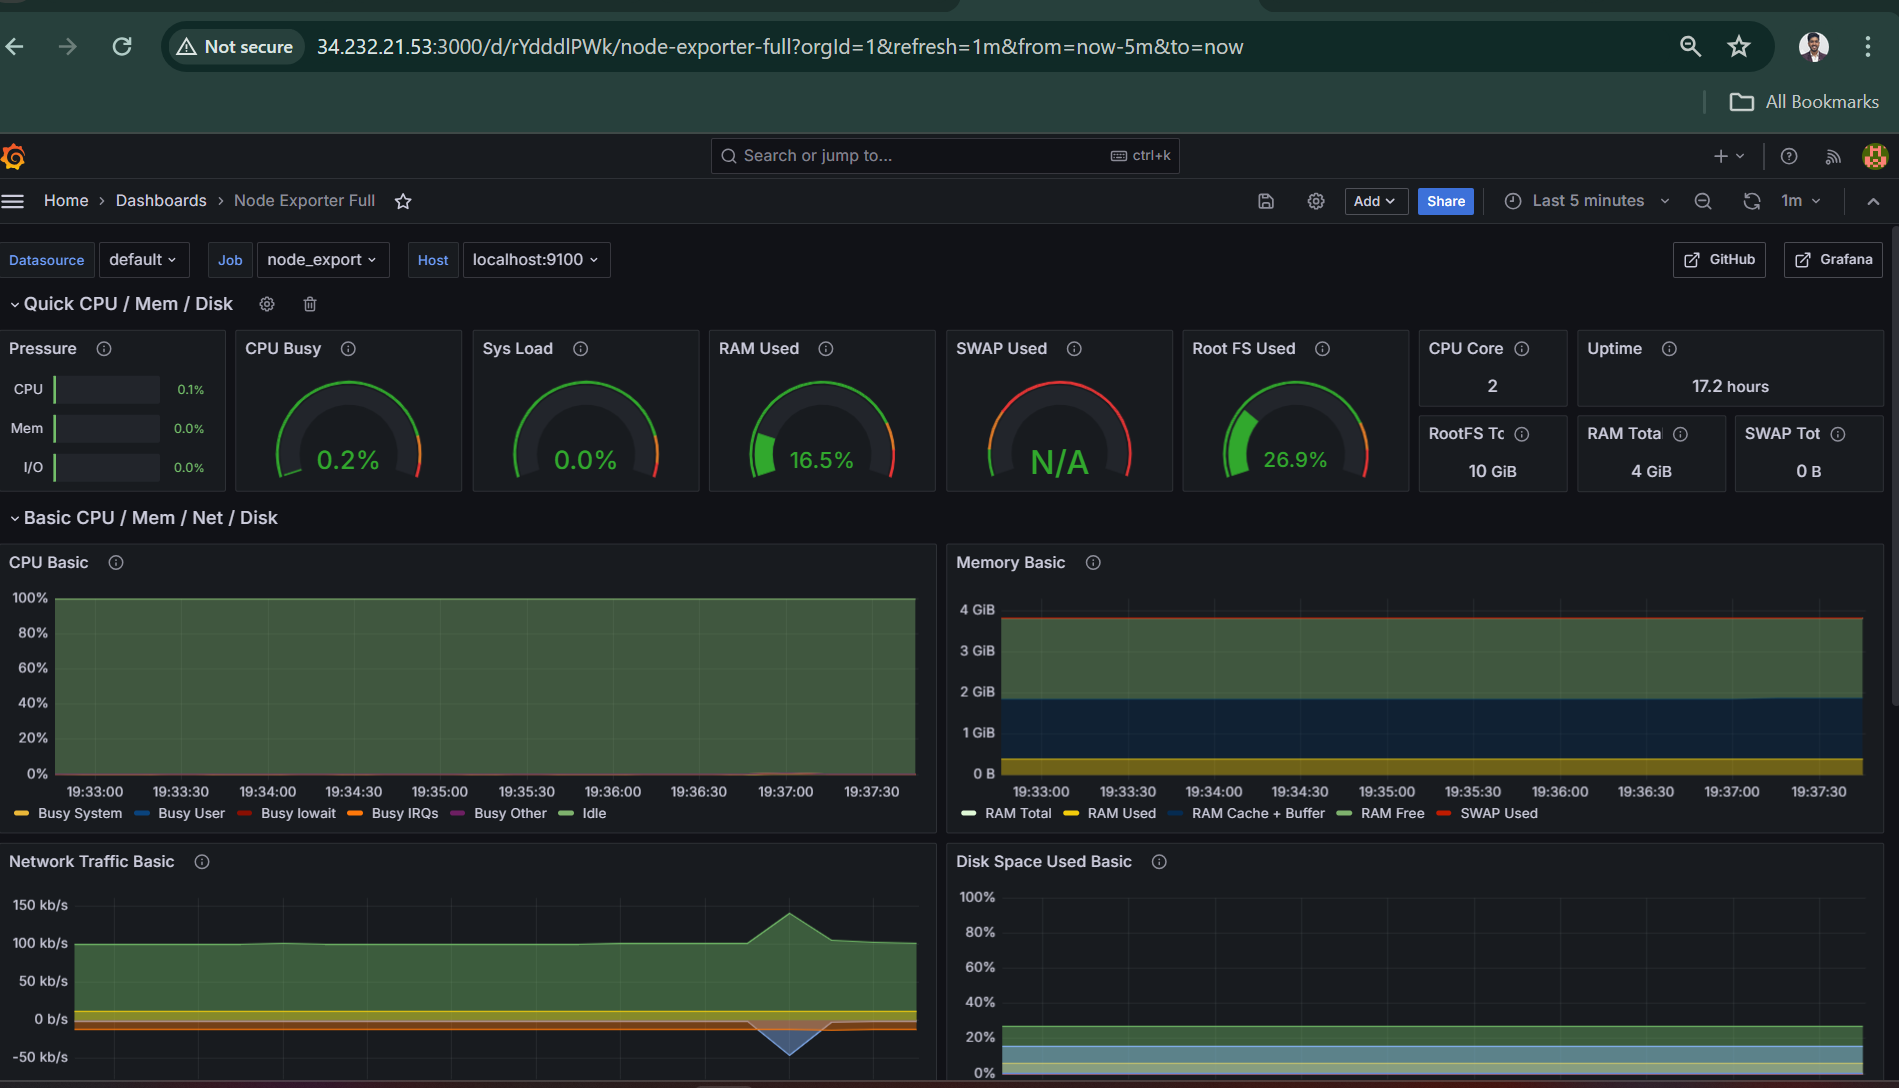 Not secure 34.232.21.53:3000/d/rYdddlPWk/node-exporter-full?orgId=1&refresh=1m&from=now-5m&to=now
All Bookmarks
Search or jump to... ctrl+k
Home › Dashboards › Node Exporter Full Add Share Last 5 minutes 1m
Datasource default Job node_export Host localhost:9100 GitHub Grafana
Quick CPU / Mem / Disk
Pressure CPU Busy Sys Load RAM Used SWAP Used Root FS Used CPU Core Uptime
CPU 0.1%
Mem 0.0%
I/O 0.0%
0.2%
0.0%
16.5%
N/A
26.9%
2
17.2 hours
RootFS Tc RAM Tota SWAP Tot
10 GiB 4 GiB 0 B
Basic CPU / Mem / Net / Disk
CPU Basic
100%
80%
60%
40%
20%
0%
19:33:00 19:33:30 19:34:00 19:34:30 19:35:00 19:35:30 19:36:00 19:36:30 19:37:00 19:37:30
Busy System Busy User Busy Iowait Busy IRQs Busy Other Idle
Memory Basic
4 GiB
3 GiB
2 GiB
1 GiB
0 B
19:33:00 19:33:30 19:34:00 19:34:30 19:35:00 19:35:30 19:36:00 19:36:30 19:37:00 19:37:30
RAM Total RAM Used RAM Cache + Buffer RAM Free SWAP Used
Network Traffic Basic
150 kb/s
100 kb/s
50 kb/s
0 b/s
-50 kb/s
Disk Space Used Basic
100%
80%
60%
40%
20%
0%